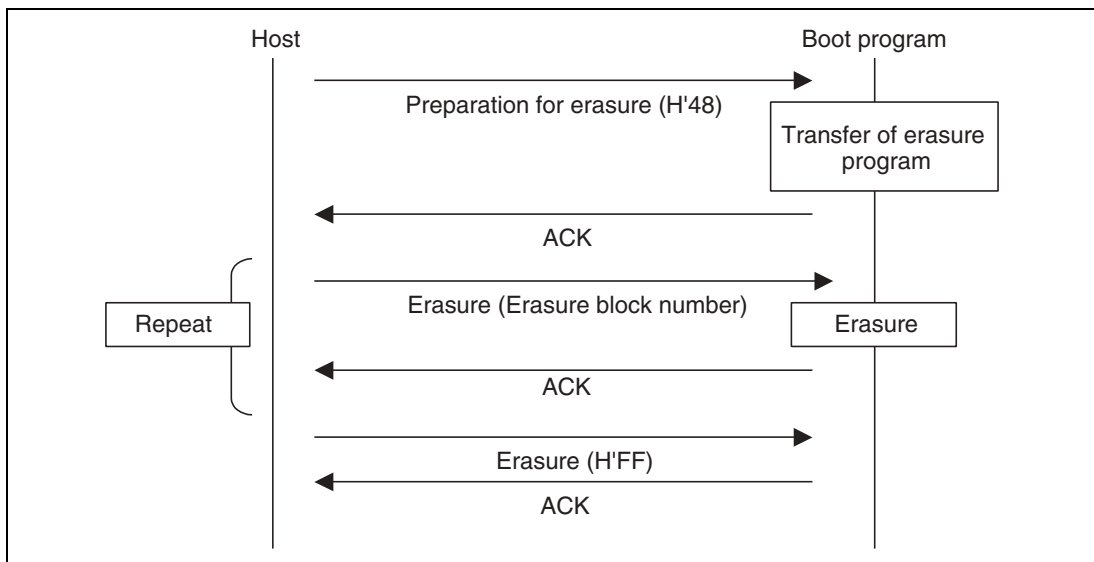 Host
Boot program
Preparation for erasure (H'48)
Transfer of erasure
program
ACK
Erasure (Erasure block number)
Repeat
Erasure
ACK
Erasure (H'FF)
ACK